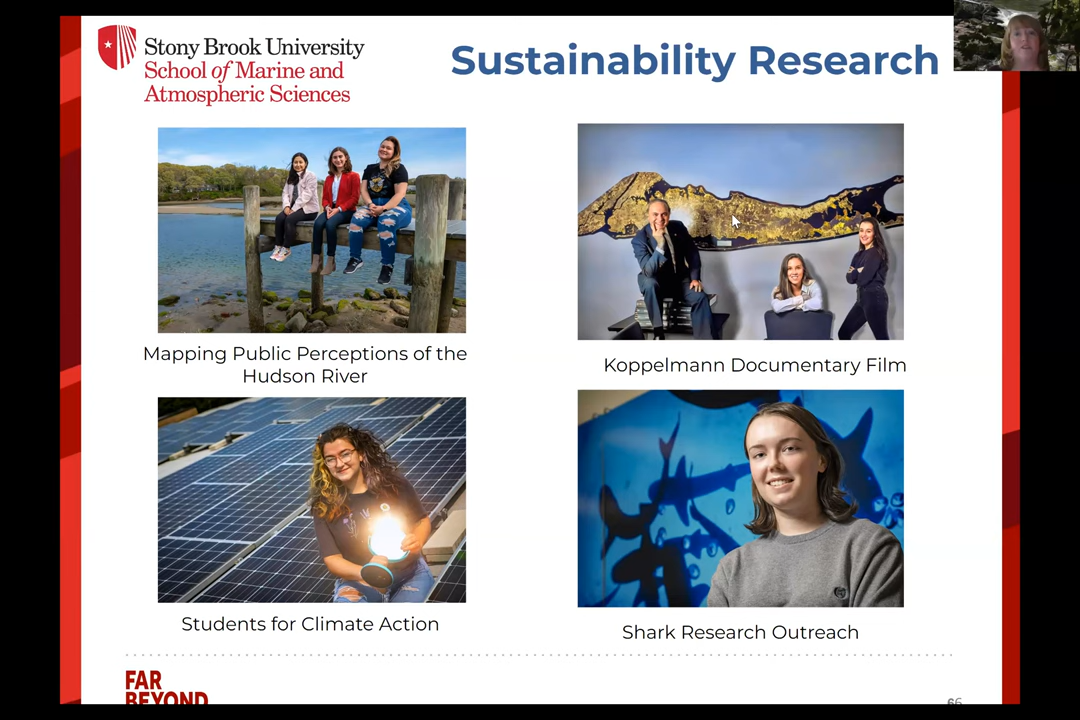 Stony Brook University
School of Marine and
Atmospheric Sciences
Sustainability Research
Mapping Public Perceptions of the
Hudson River
Koppelmann Documentary Film
Students for Climate Action
Shark Research Outreach
FAR
BEYOND
66